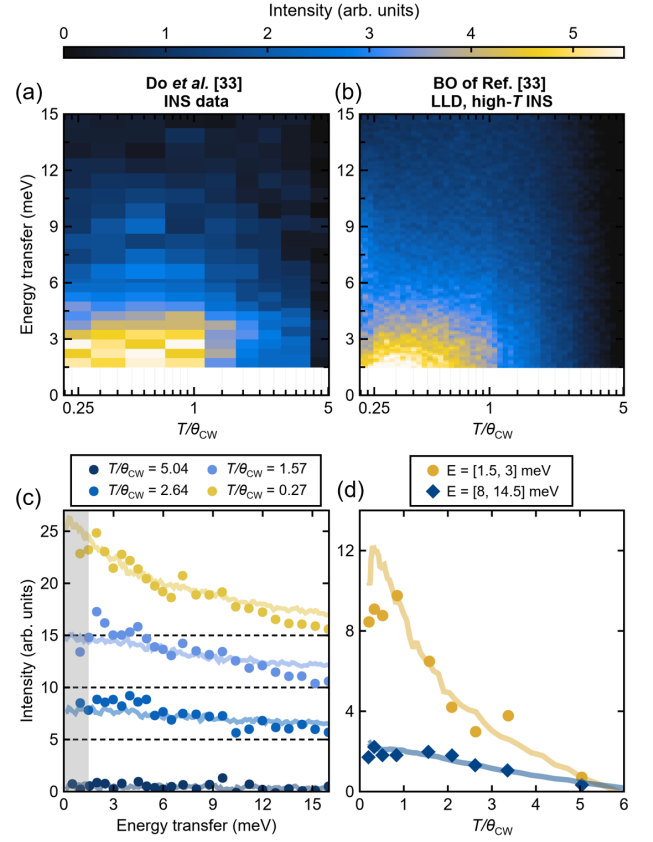 Intensity (arb. units)
0 1 2 3 4 5
(a) Do et al. [33]
INS data
(b) BO of Ref. [33]
LLD, high-T INS
Energy transfer (meV)
15
12
9
6
3
0
0.25 1 5
T/θCW
15
12
9
6
3
0
0.25 1 5
T/θCW
T/θCW = 5.04 T/θCW = 1.57
T/θCW = 2.64 T/θCW = 0.27
E = [1.5, 3] meV
E = [8, 14.5] meV
(c)
Intensity (arb. units)
25
20
15
10
5
0
0 3 6 9 12 15
Energy transfer (meV)
(d)
12
8
4
0
0 1 2 3 4 5 6
T/θCW